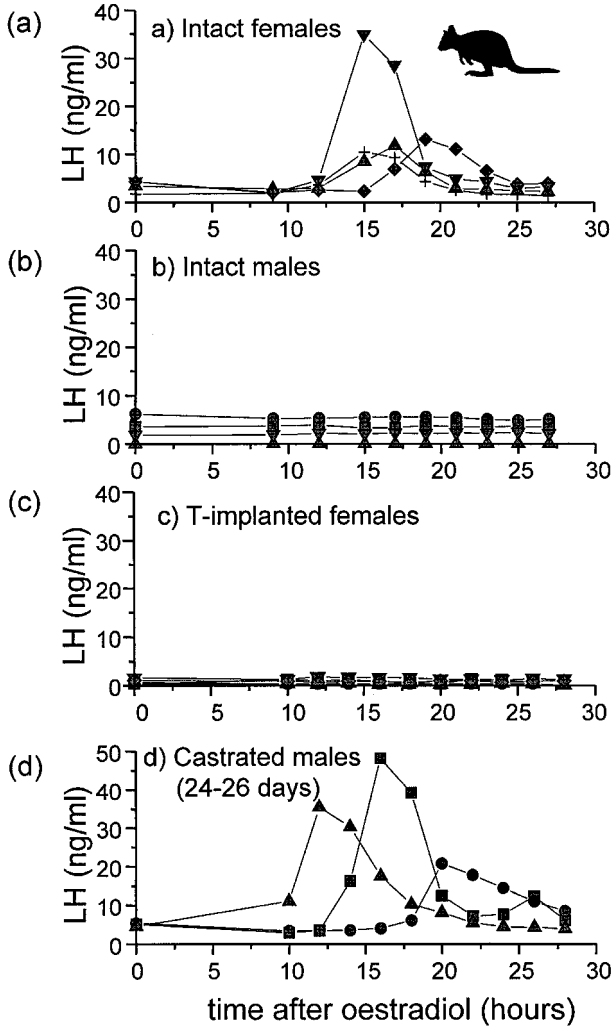 (a)
a) Intact females
LH (ng/ml)
40
30
20
10
0
0 5 10 15 20 25 30
(b)
b) Intact males
LH (ng/ml)
40
30
20
10
0
0 5 10 15 20 25 30
(c)
c) T-implanted females
LH (ng/ml)
40
30
20
10
0
0 5 10 15 20 25 30
(d)
d) Castrated males
(24-26 days)
LH (ng/ml)
50
40
30
20
10
0
0 5 10 15 20 25 30
time after oestradiol (hours)